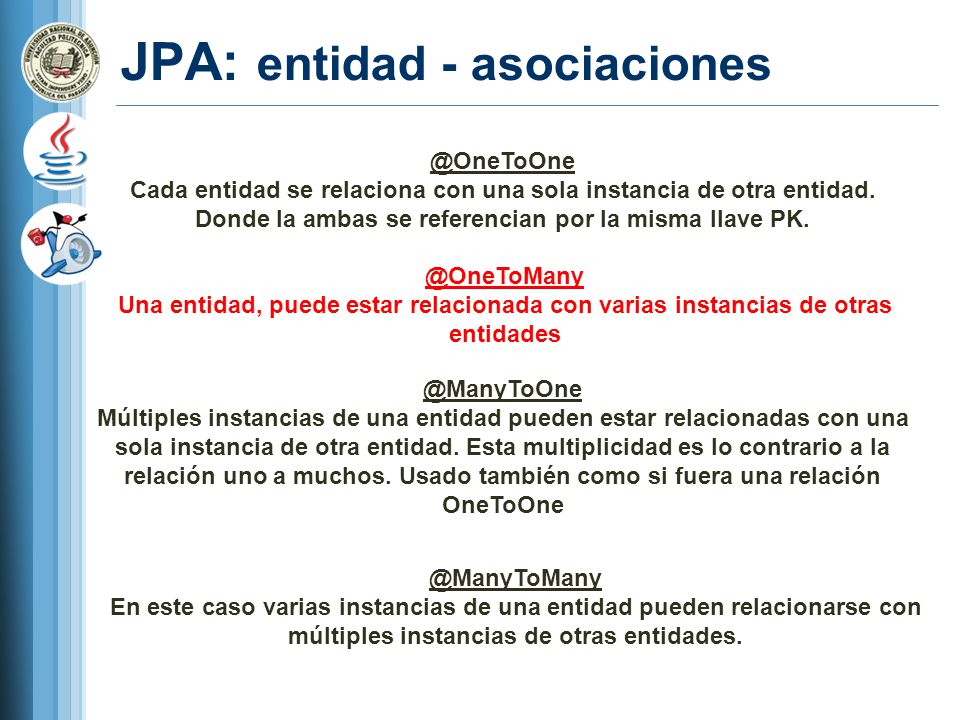 JPA: entidad - asociaciones
@OneToOne
Cada entidad se relaciona con una sola instancia de otra entidad.
Donde la ambas se referencian por la misma llave PK.
@OneToMany
Una entidad, puede estar relacionada con varias instancias de otras
entidades
@ManyToOne
Múltiples instancias de una entidad pueden estar relacionadas con una
sola instancia de otra entidad. Esta multiplicidad es lo contrario a la
relación uno a muchos. Usado también como si fuera una relación
OneToOne
@ManyToMany
En este caso varias instancias de una entidad pueden relacionarse con
múltiples instancias de otras entidades.